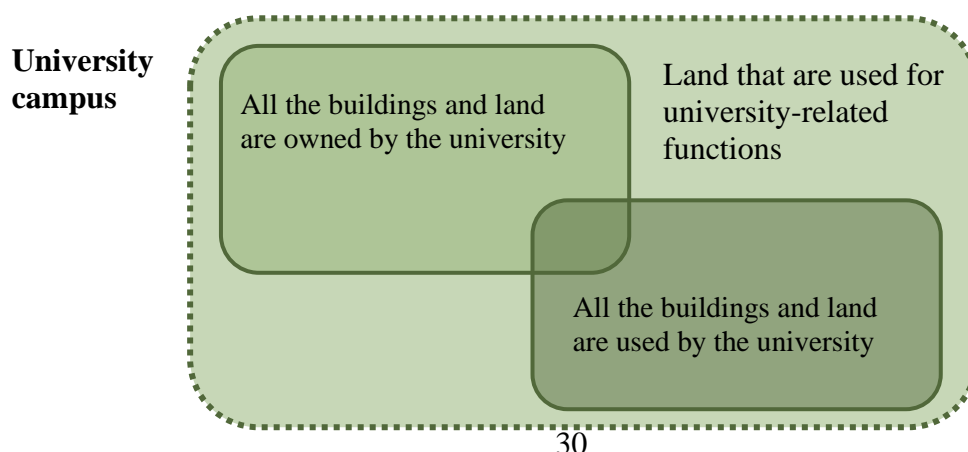 University
campus
All the buildings and land
are owned by the university
Land that are used for
university-related
functions
All the buildings and land
are used by the university
30